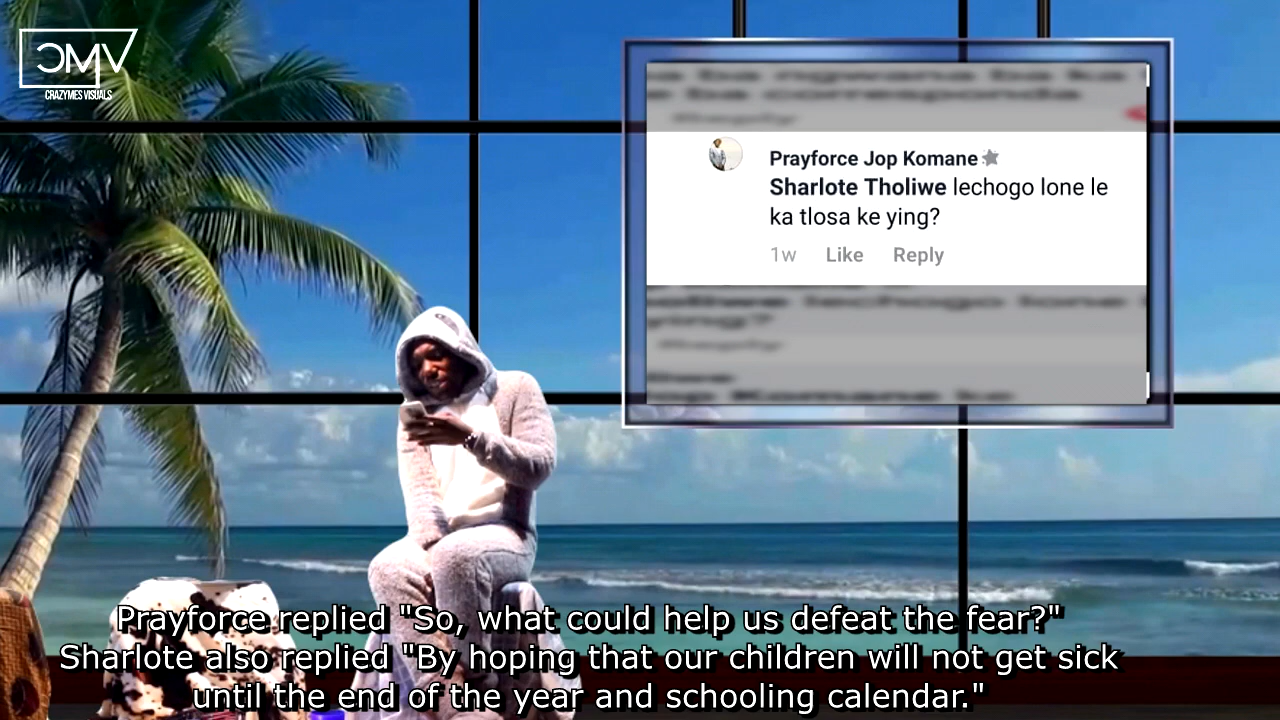 CMV
CRAZYMES VISUALS
Prayforce Jop Komane
Sharlote Tholiwe lechogo lone le
ka tlosa ke ying?
1w Like Reply
Prayforce replied "So, what could help us defeat the fear?"
Sharlote also replied "By hoping that our children will not get sick
until the end of the year and schooling calendar."